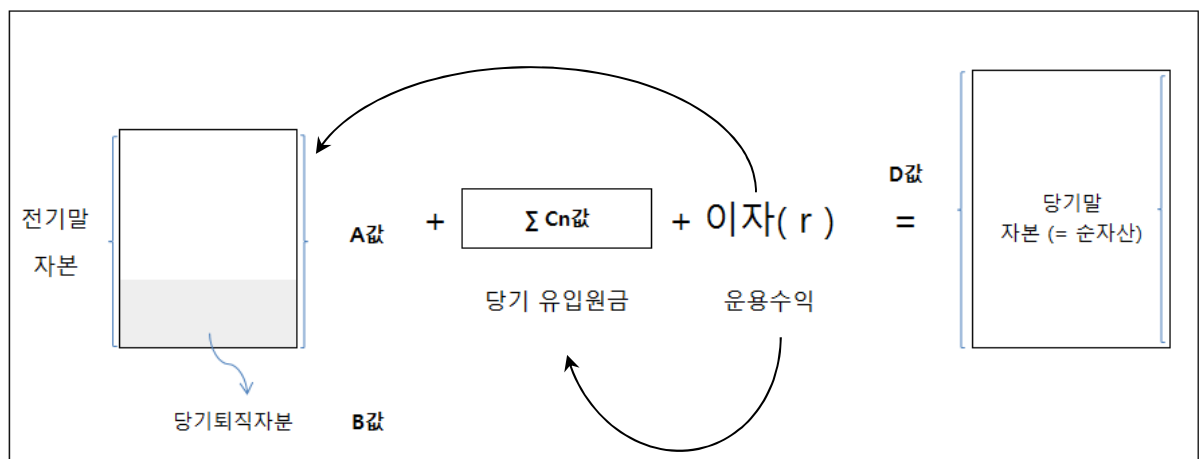 전기말
자본
A값
+
∑ Cn값
+
이자( r )
D값
=
당기말
자본 (= 순자산)
당기 유입원금
운용수익
당기퇴직자분
B값